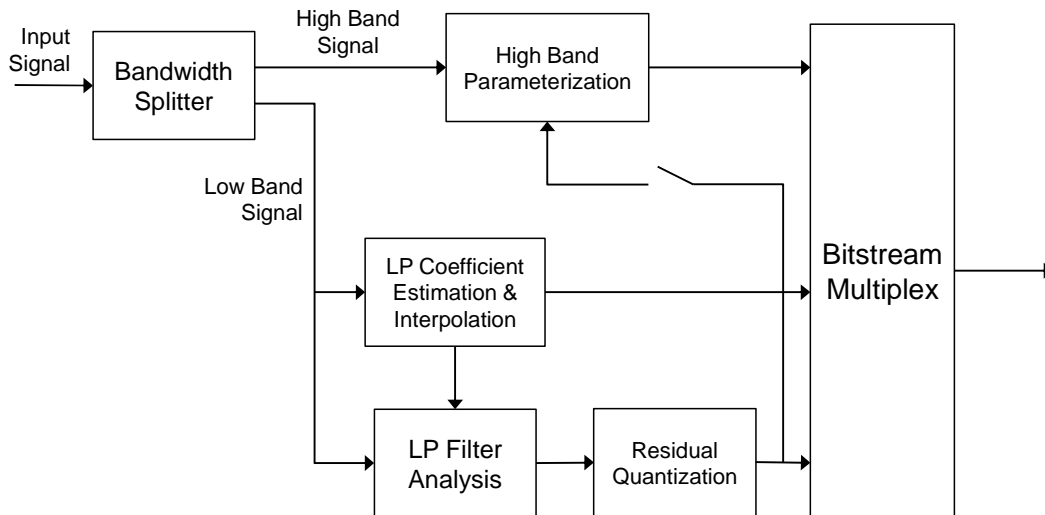 Input
Signal
Bandwidth
Splitter
High Band
Signal
High Band
Parameterization
Low Band
Signal
LP Coefficient
Estimation &
Interpolation
Bitstream
Multiplex
LP Filter
Analysis
Residual
Quantization